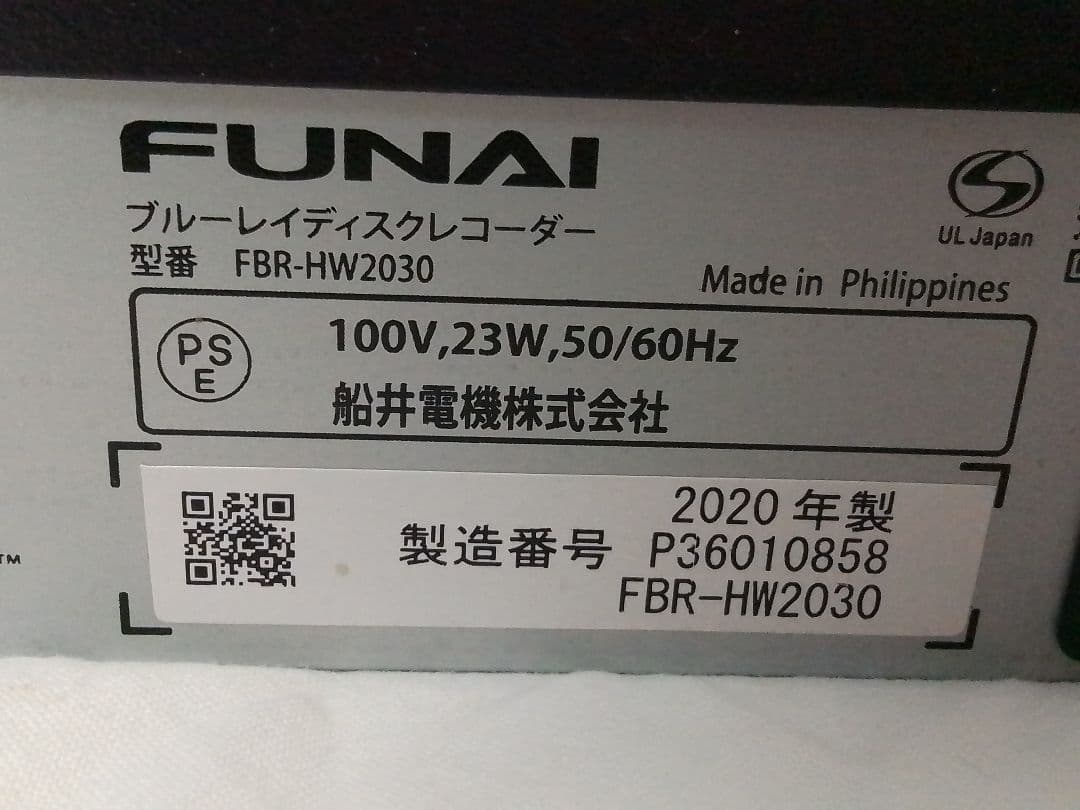 FUNAI
ブルーレイディスクレコーダー
型番 FBR-HW2030
UL Japan
Made in Philippines
PS
E
100V,23W,50/60Hz
船井電機株式会社
2020 年製
製造番号 P36010858
FBR-HW2030
TM